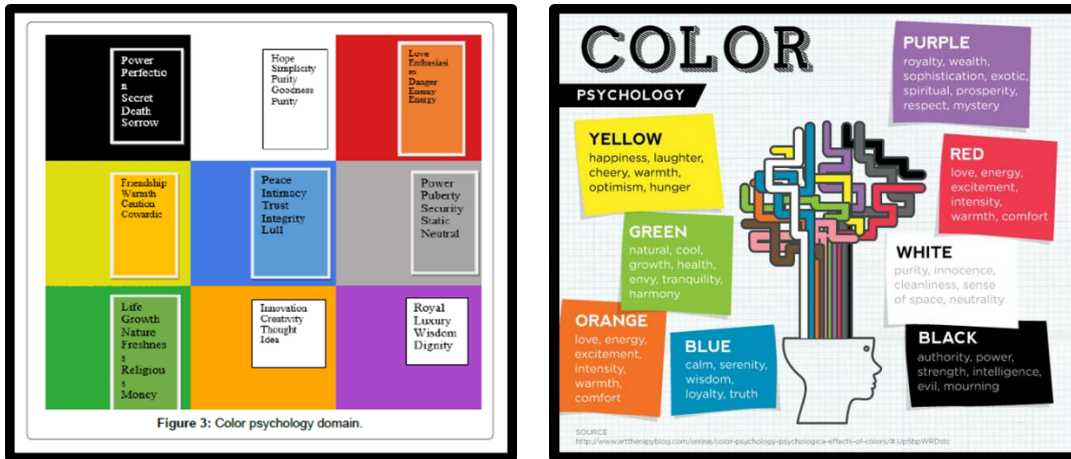 Power
Perfectio
n
Secret
Death
Sorrow
Hope
Simplicity
Purity
Goodness
Purity
Love
Enthusiasi
m
Danger
Enemy
Energy
Friendship
Warmth
Caution
Cowardic
Peace
Intimacy
Trust
Integrity
Lull
Power
Puberty
Security
Static
Neutral
Life
Growth
Nature
Freshnes
s
Religiou
s
Money
Innovation
Creativity
Thought
Idea
Royal
Luxury
Wisdom
Dignity
Figure 3: Color psychology domain.
COLOR
PSYCHOLOGY
PURPLE
royalty, wealth,
sophistication, exotic,
spiritual, prosperity,
respect, mystery
YELLOW
happiness, laughter,
cheery, warmth,
optimism, hunger
RED
love, energy,
excitement,
intensity,
warmth, comfort
GREEN
natural, cool,
growth, health,
envy, tranquility,
harmony
WHITE
purity, innocence,
cleanliness, sense
of space, neutrality
ORANGE
love, energy,
excitement,
intensity,
warmth,
comfort
BLUE
calm, serenity,
wisdom,
loyalty, truth
BLACK
authority, power,
strength, intelligence,
evil, mourning
SOURCE